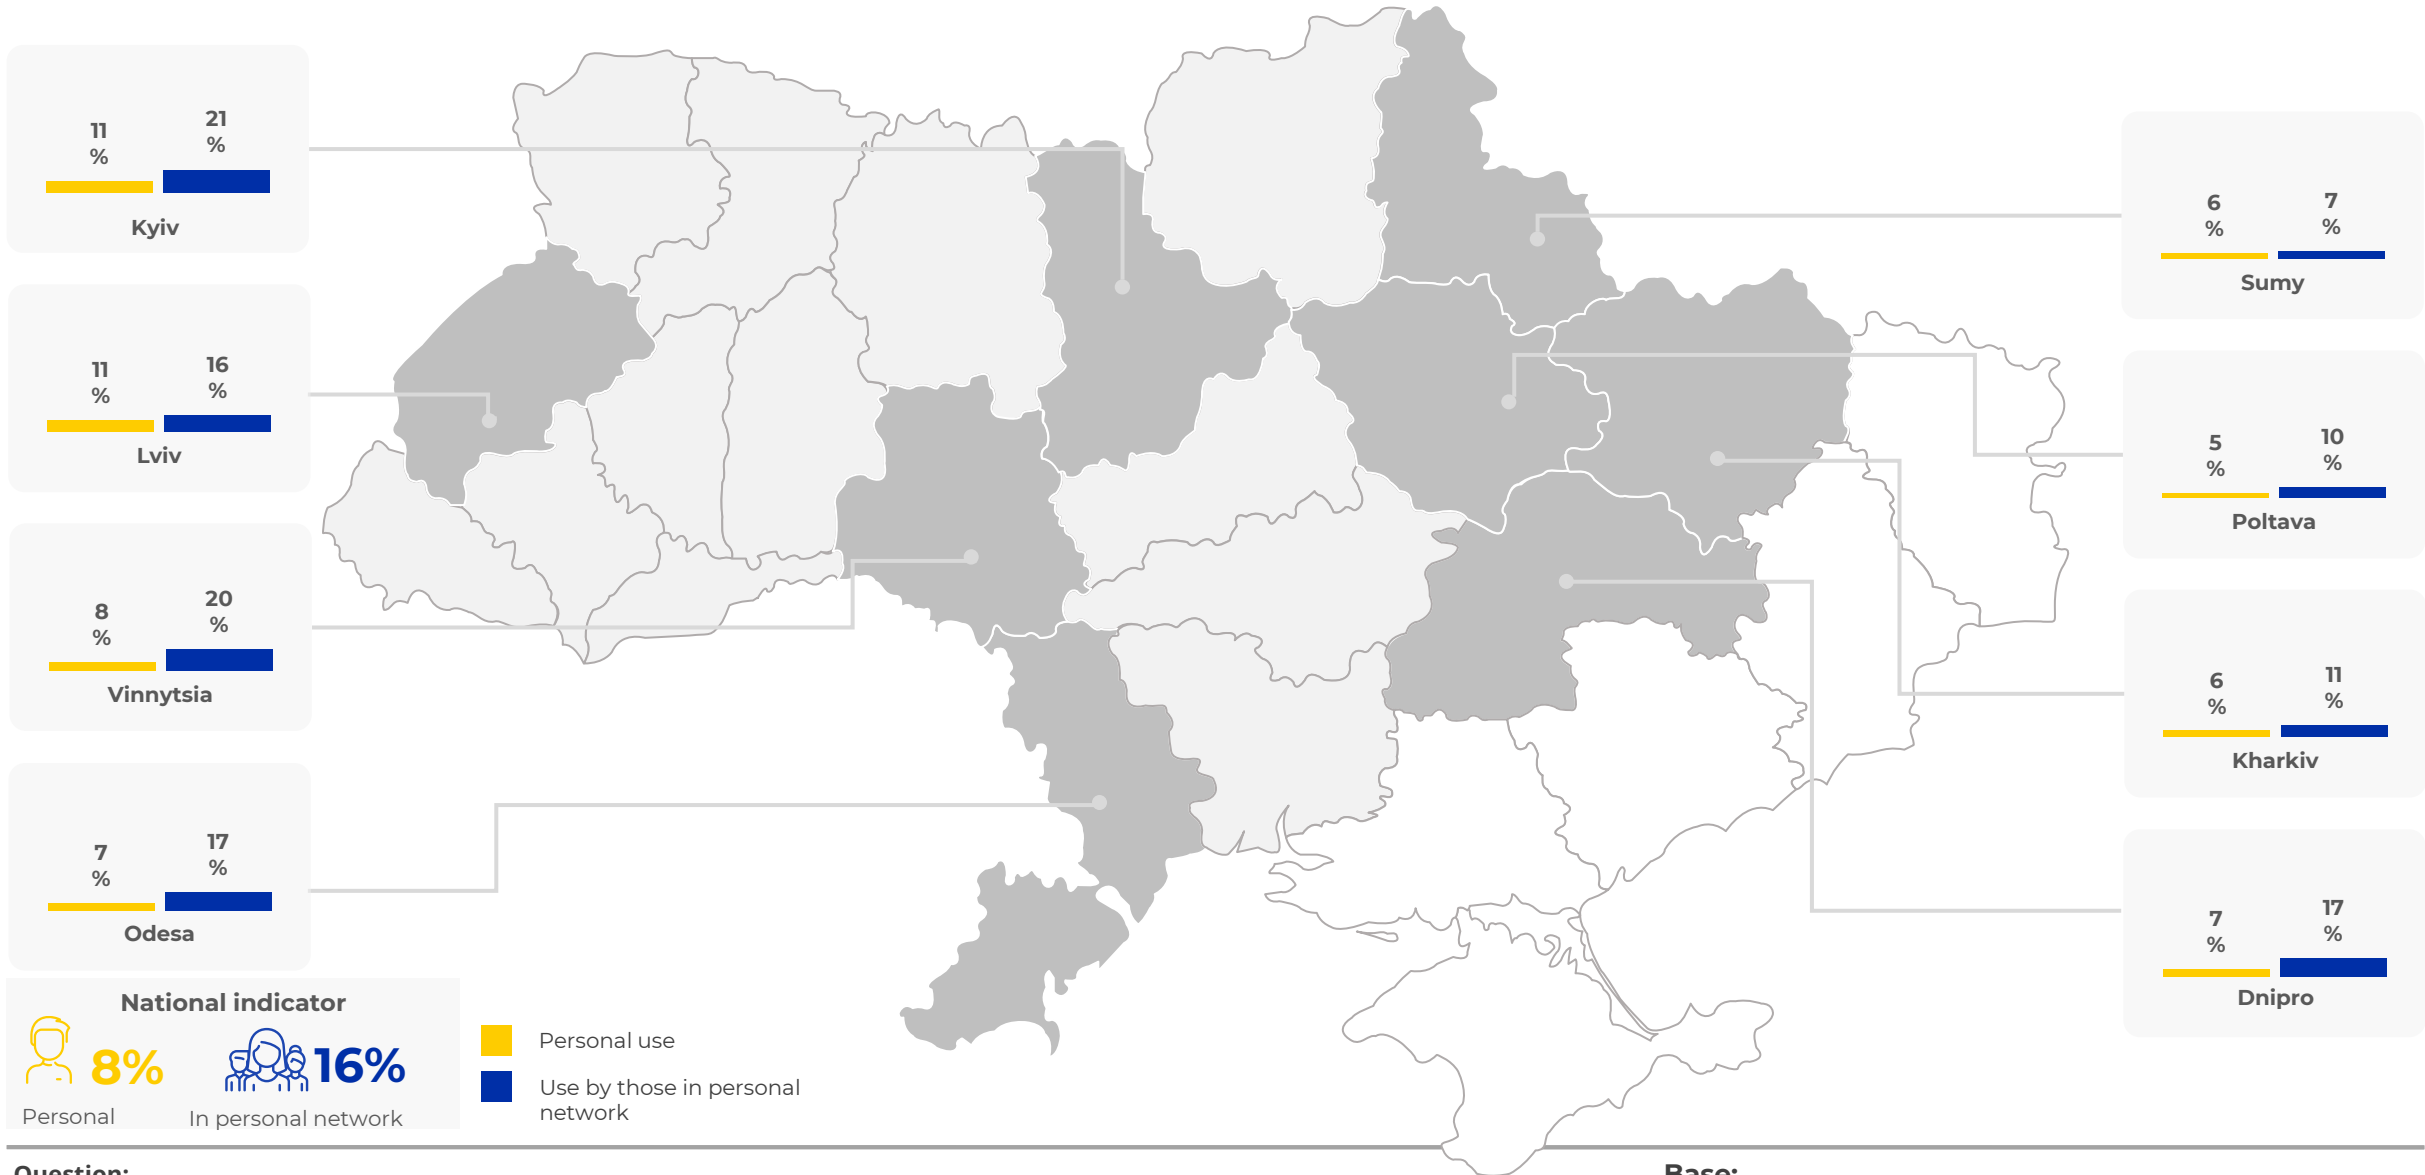 11
%
21
%
Kyiv
11
%
16
%
Lviv
8
%
20
%
Vinnytsia
7
%
17
%
Odesa
6
%
7
%
Sumy
5
%
10
%
Poltava
6
%
11
%
Kharkiv
7
%
17
%
Dnipro
National indicator
8%
16%
Personal
In personal network
Personal use
Use by those in personal
network
Question:
Base: